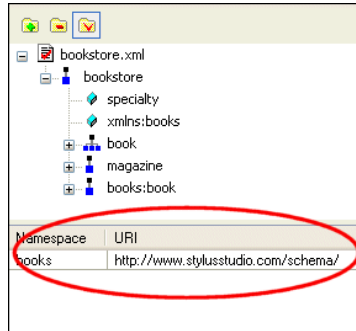 bookstore.xml
bookstore
specialty
xmlns:books
book
magazine
books:book
Namespace URI
books http://www.stylusstudio.com/schema/